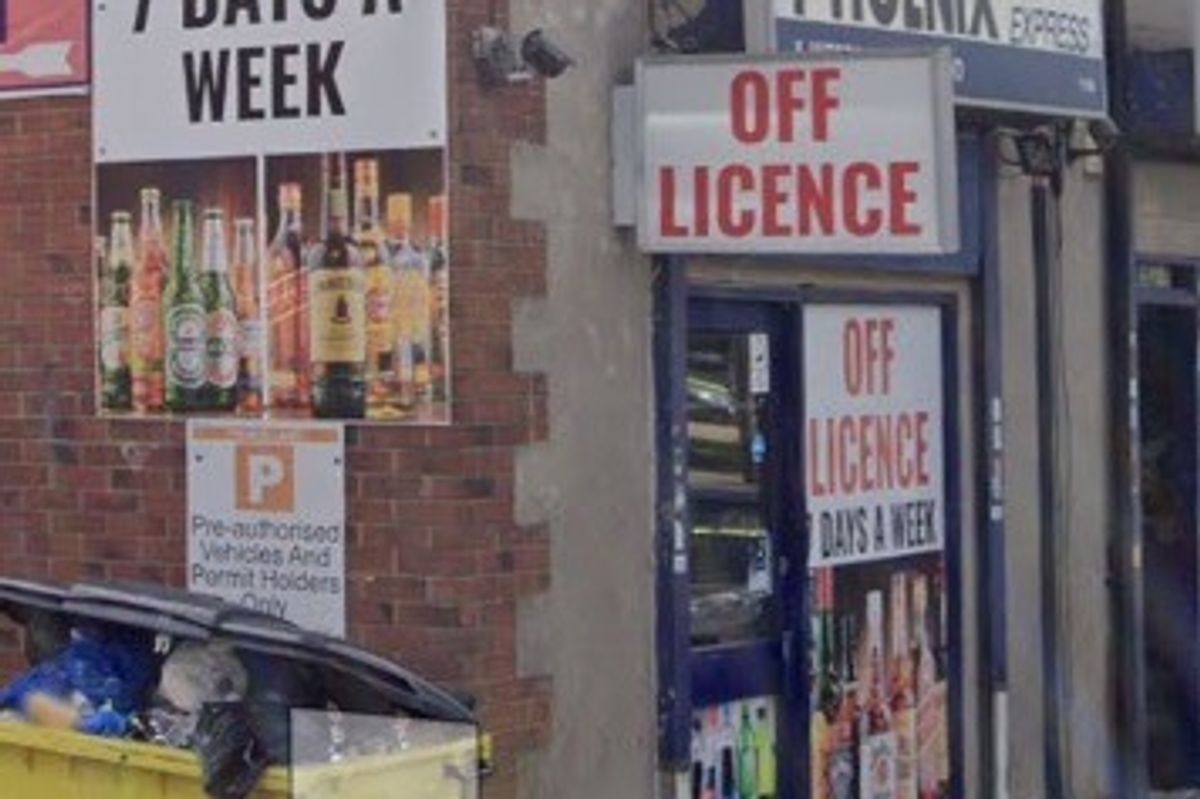 7 DAYS A
WEEK
P
Pre-authorised
Vehicles And
Permit Holders
Only
PHOENIX EXPRESS
OFF
LICENCE
OFF
LICENCE
DAYS A WEEK